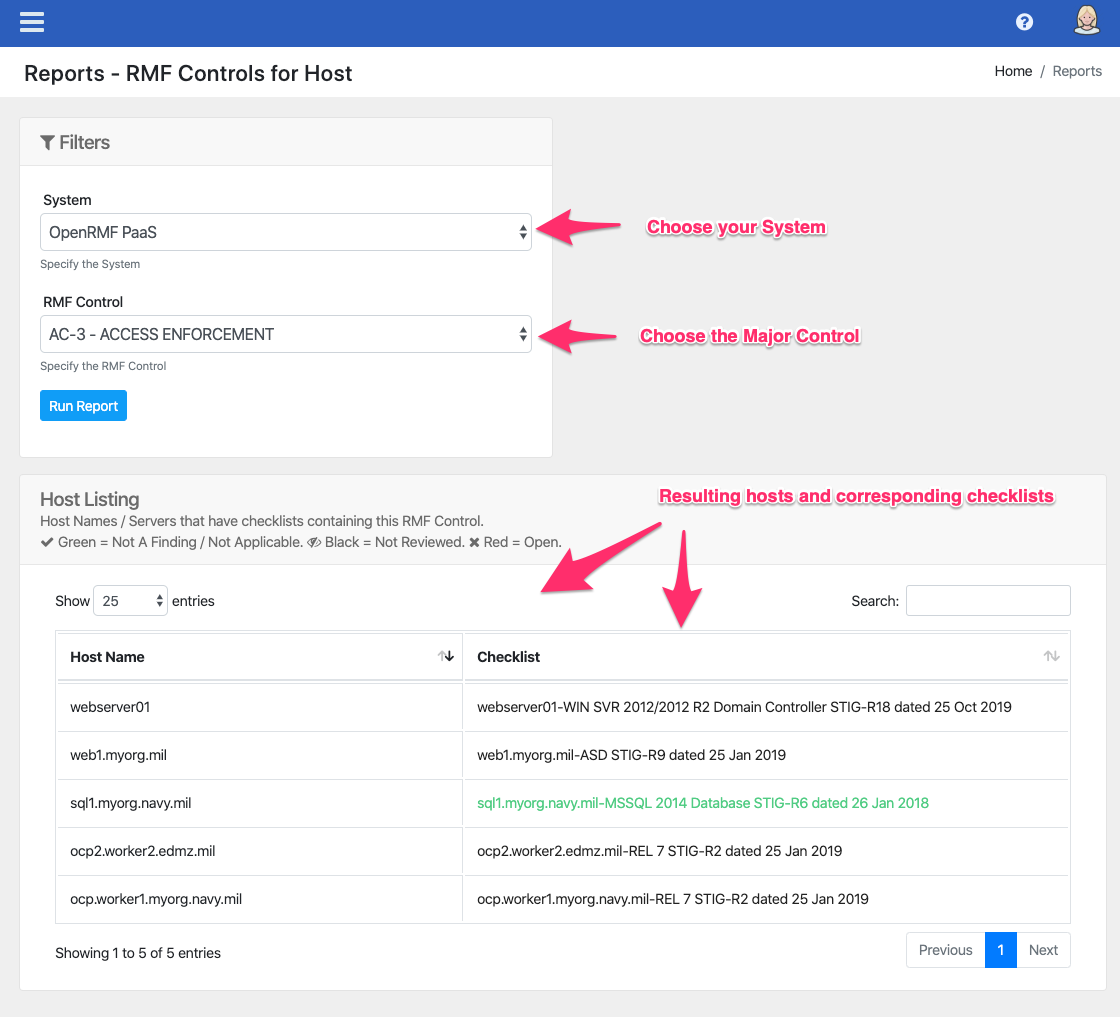 Reports - RMF Controls for Host
Home / Reports
Filters
System
OpenRMF PaaS
Choose your System
Specify the System
RMF Control
AC-3 - ACCESS ENFORCEMENT
Choose the Major Control
Specify the RMF Control
Run Report
Host Listing
Resulting hosts and corresponding checklists
Host Names / Servers that have checklists containing this RMF Control.
✔ Green = Not A Finding / Not Applicable. Black = Not Reviewed. ✖ Red = Open.
Show 25 entries
Search:
Host Name Checklist
webserver01 webserver01-WIN SVR 2012/2012 R2 Domain Controller STIG-R18 dated 25 Oct 2019
web1.myorg.mil web1.myorg.mil-ASD STIG-R9 dated 25 Jan 2019
sql1.myorg.navy.mil sql1.myorg.navy.mil-MSSQL 2014 Database STIG-R6 dated 26 Jan 2018
ocp2.worker2.edmz.mil ocp2.worker2.edmz.mil-REL 7 STIG-R2 dated 25 Jan 2019
ocp.worker1.myorg.navy.mil ocp.worker1.myorg.navy.mil-REL 7 STIG-R2 dated 25 Jan 2019
Showing 1 to 5 of 5 entries
Previous 1 Next